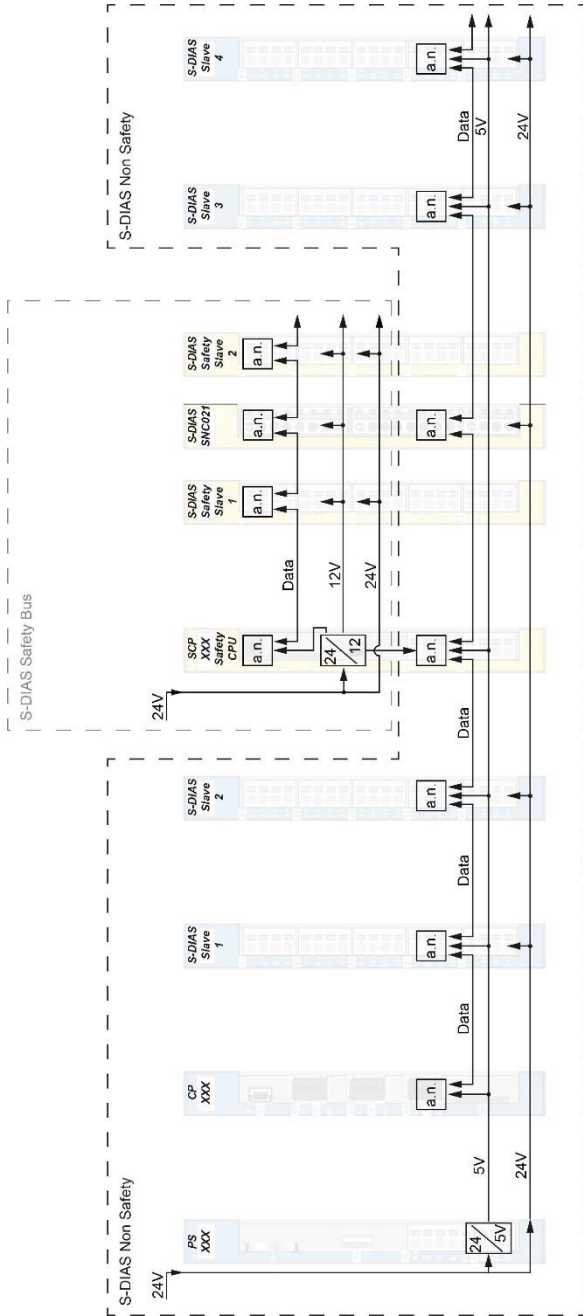 S-DIAS Non Safety
24V
PS
XXX
24
5V
5V
24V
CP
XXX
a.n.
Data
S-DIAS
Slave
1
a.n.
Data
S-DIAS
Slave
2
a.n.
Data
S-DIAS Safety Bus
24V
SCP
XXX
Safety
CPU
a.n.
24
12
a.n.
Data
12V
24V
S-DIAS
Safety
Slave
1
a.n.
S-DIAS
SNC021
a.n.
a.n.
S-DIAS
Safety
Slave
2
a.n.
S-DIAS Non Safety
S-DIAS
Slave
3
a.n.
Data
5V
24V
S-DIAS
Slave
4
a.n.